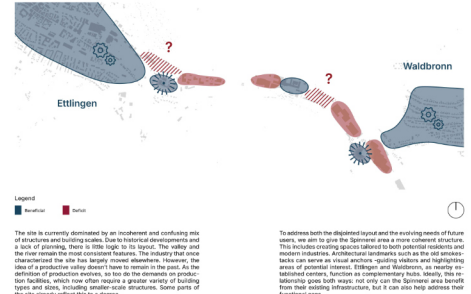 ?
?
Waldbronn
Ettlingen
Legend
Beneficial
Deficit
The site is currently dominated by an incoherent and confusing mix
of structures and building scales. Due to historical developments and
a lack of planning, there is little logic to its layout. The valley and
the river remain the most consistent features. The industry that once
characterized the site has largely moved elsewhere. However, the
idea of a productive valley doesn't have to remain in the past. As the
definition of production evolves, so too do the demands on produc-
tion facilities, which now often require a greater variety of building
types and sizes, including smaller-scale structures. Some parts of
To address both the disjointed layout and the evolving needs of future
users, we aim to give the Spinnerei area a more coherent structure.
This includes creating spaces tailored to both potential residents and
modern industries. Architectural landmarks such as the old smokes-
tacks can serve as visual anchors –guiding visitors and highlighting
areas of potential interest. Ettlingen and Waldbronn, as nearby es-
tablished centers, function as complementary hubs. Ideally, this re-
lationship goes both ways: not only can the Spinnerei area benefit
from their existing infrastructure, but it can also help address their